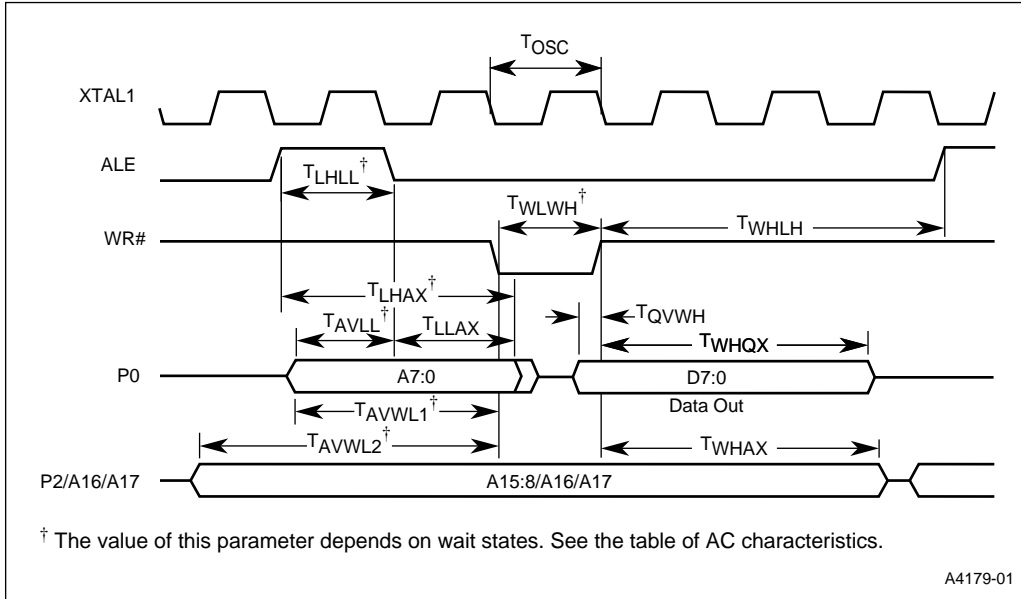 TOSC
XTAL1
ALE
TLHLL†
TWLWH†
TWHLH
WR#
TLHAX†
TQVWH
TAVLL†
TLLAX
TWHQX
P0
A7:0
D7:0
Data Out
TAVWL1†
TAVWL2†
TWHAX
P2/A16/A17
A15:8/A16/A17
† The value of this parameter depends on wait states. See the table of AC characteristics.
A4179-01